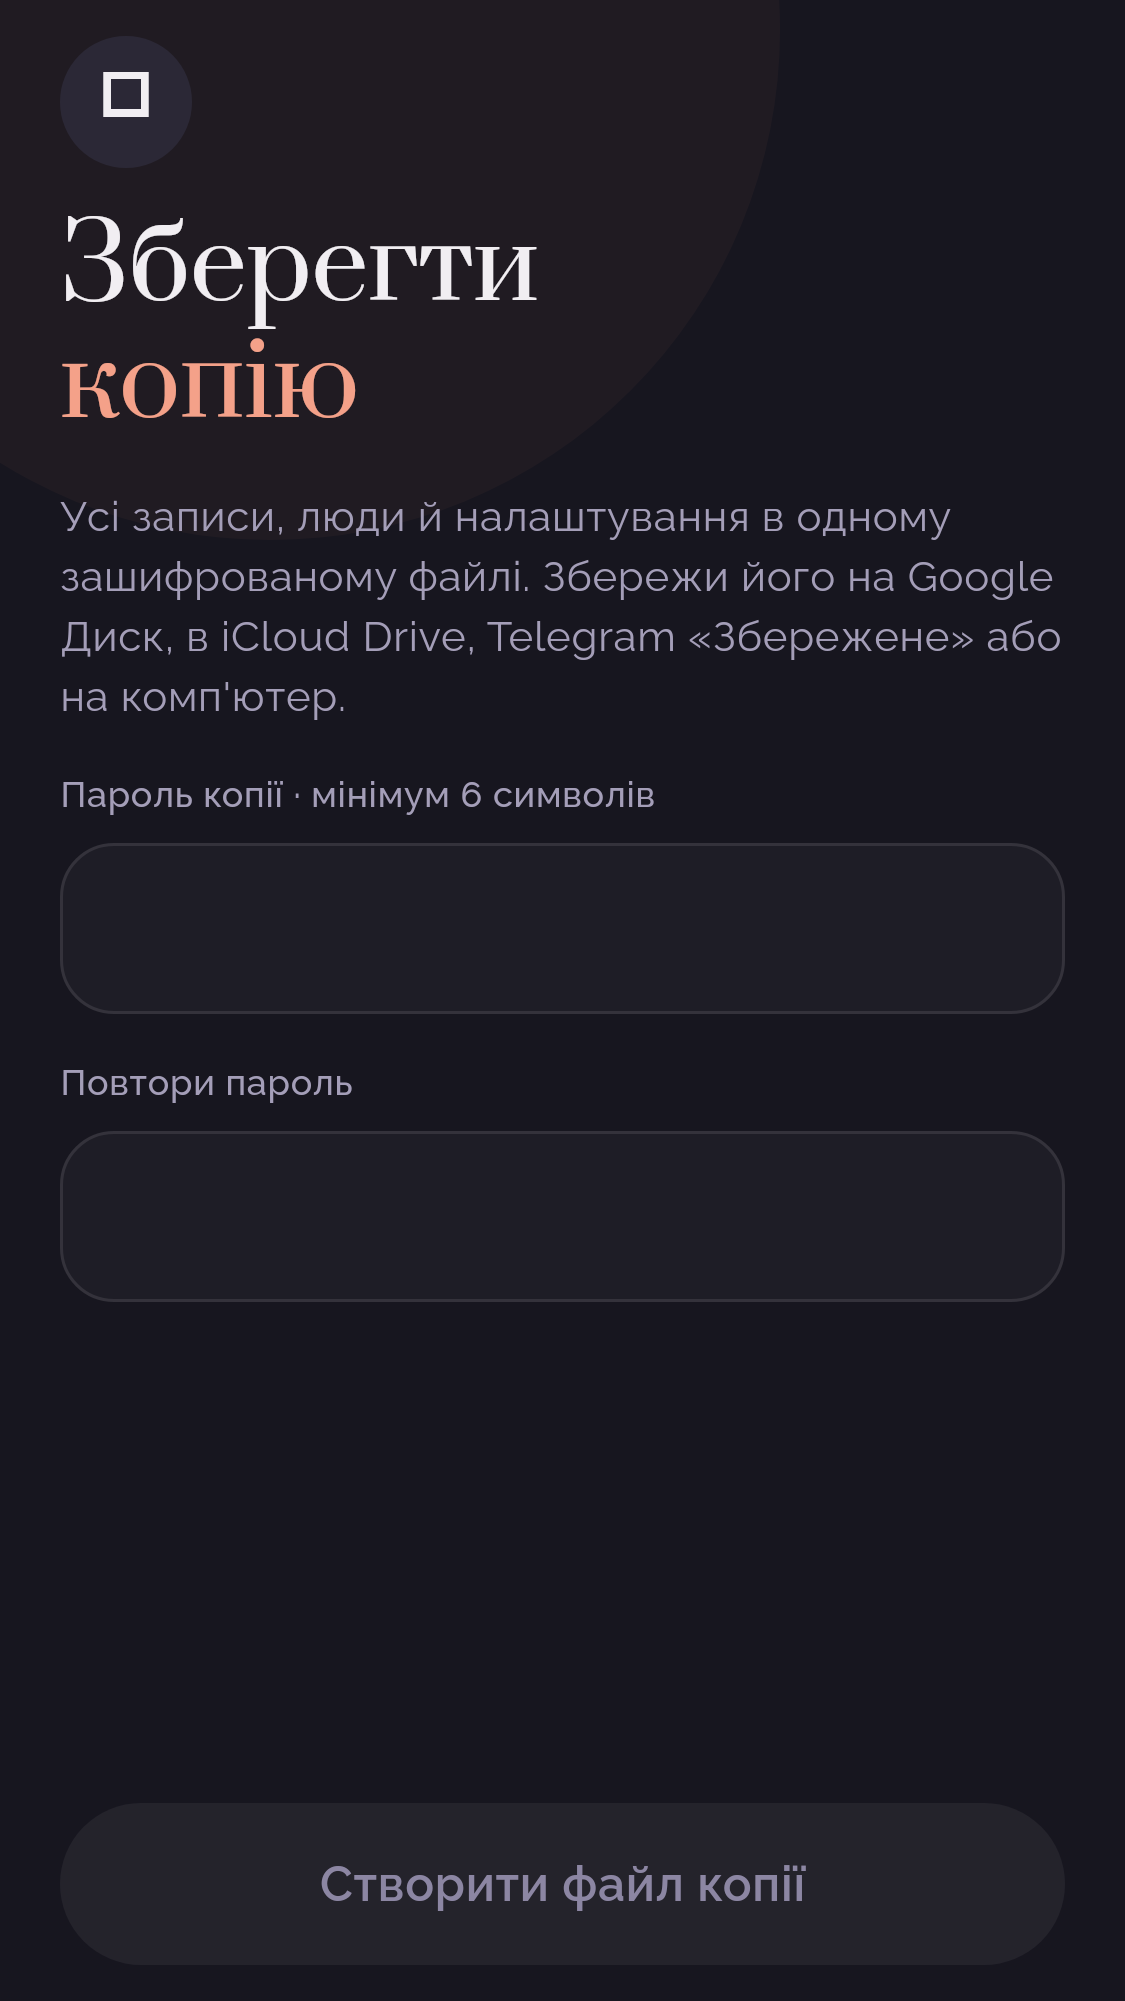 Зберегти
копію
Усі записи, люди й налаштування в одному
зашифрованому файлі. Збережи його на Google
Диск, в iCloud Drive, Telegram «Збережене» або
на комп'ютер.
Пароль копії · мінімум 6 символів
Повтори пароль
Створити файл копії